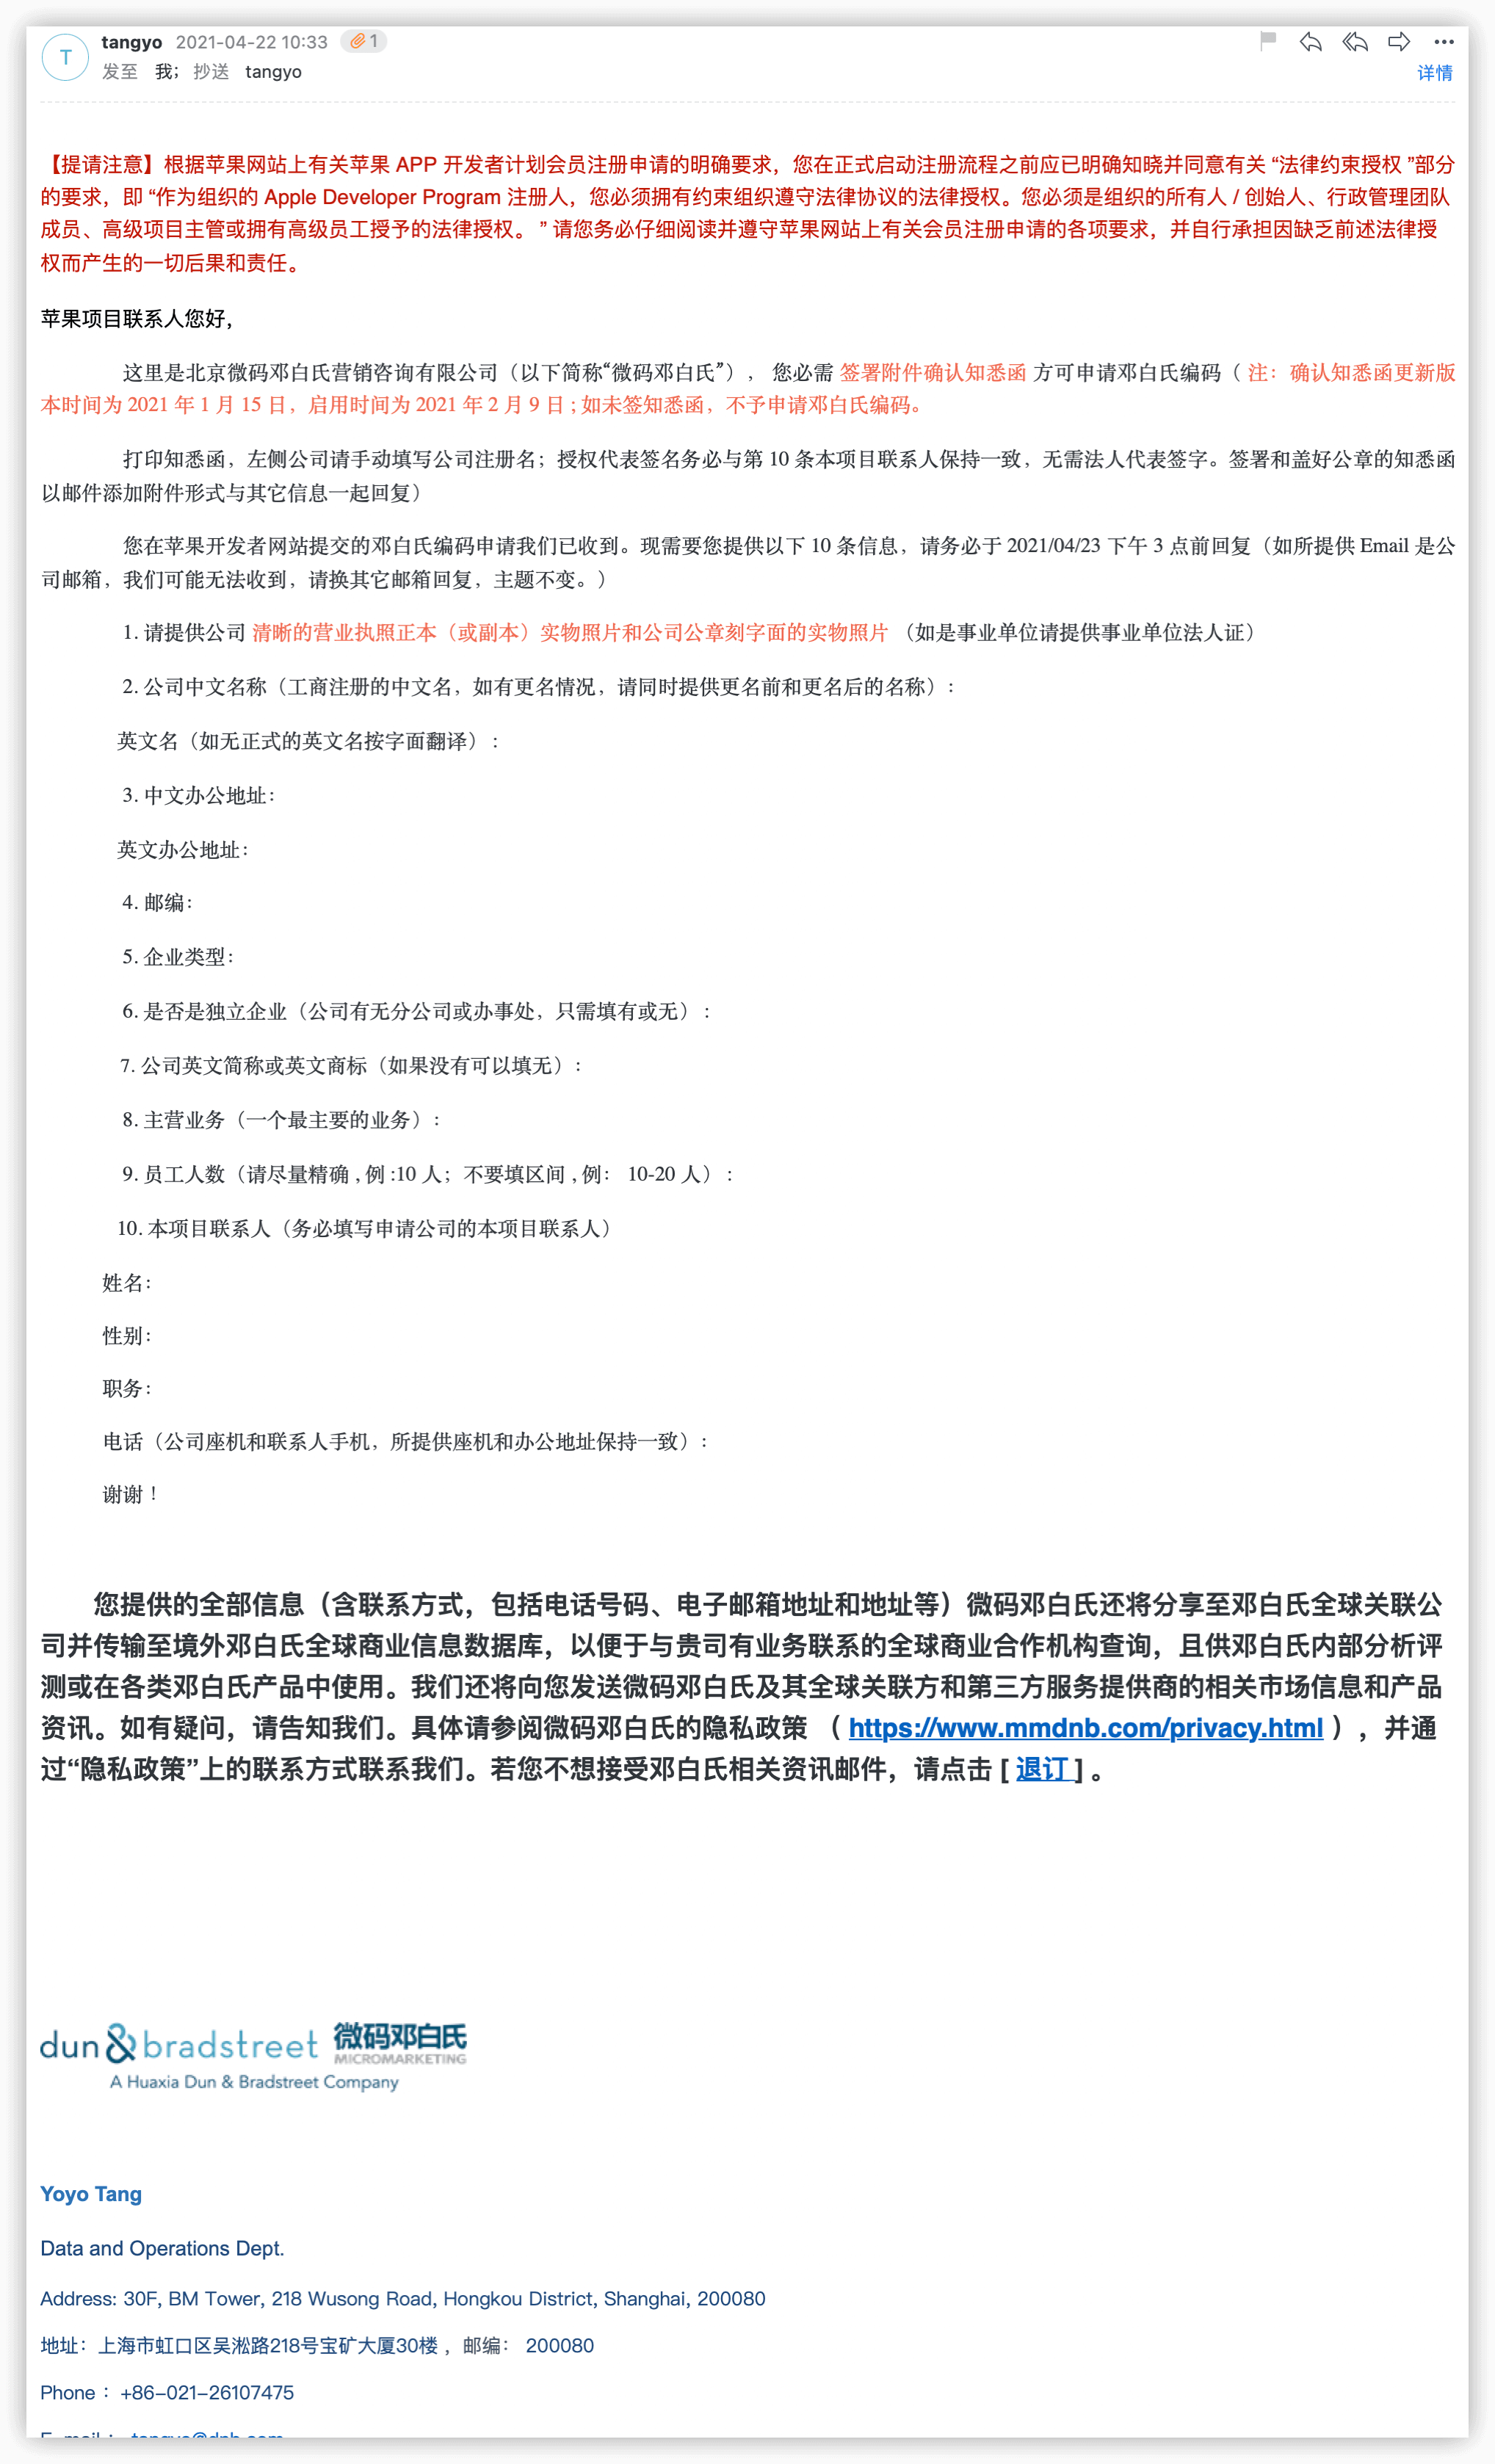 T
tangyo 2021-04-22 10:33 1
发至 我; 抄送 tangyo
详情
【提请注意】根据苹果网站上有关苹果 APP 开发者计划会员注册申请的明确要求，您在正式启动注册流程之前应已明确知晓并同意有关 “法律约束授权 ”部分
的要求，即 “作为组织的 Apple Developer Program 注册人，您必须拥有约束组织遵守法律协议的法律授权。您必须是组织的所有人 / 创始人、行政管理团队
成员、高级项目主管或拥有高级员工授予的法律授权。 ” 请您务必仔细阅读并遵守苹果网站上有关会员注册申请的各项要求，并自行承担因缺乏前述法律授
权而产生的一切后果和责任。
苹果项目联系人您好，
这里是北京微码邓白氏营销咨询有限公司（以下简称“微码邓白氏”）， 您必需 签署附件确认知悉函 方可申请邓白氏编码（ 注：确认知悉函更新版
本时间为 2021 年 1 月 15 日，启用时间为 2021 年 2 月 9 日 ; 如未签知悉函，不予申请邓白氏编码。
打印知悉函，左侧公司请手动填写公司注册名；授权代表签名务必与第 10 条本项目联系人保持一致，无需法人代表签字。签署和盖好公章的知悉函
以邮件添加附件形式与其它信息一起回复）
您在苹果开发者网站提交的邓白氏编码申请我们已收到。现需要您提供以下 10 条信息，请务必于 2021/04/23 下午 3 点前回复（如所提供 Email 是公
司邮箱，我们可能无法收到，请换其它邮箱回复，主题不变。）
1. 请提供公司 清晰的营业执照正本（或副本）实物照片和公司公章刻字面的实物照片 （如是事业单位请提供事业单位法人证）
2. 公司中文名称（工商注册的中文名，如有更名情况，请同时提供更名前和更名后的名称）：
英文名（如无正式的英文名按字面翻译）：
3. 中文办公地址：
英文办公地址：
4. 邮编：
5. 企业类型：
6. 是否是独立企业（公司有无分公司或办事处，只需填有或无）：
7. 公司英文简称或英文商标（如果没有可以填无）：
8. 主营业务（一个最主要的业务）：
9. 员工人数（请尽量精确 , 例 :10 人；不要填区间 , 例： 10-20 人）：
10. 本项目联系人（务必填写申请公司的本项目联系人）
姓名：
性别：
职务：
电话（公司座机和联系人手机，所提供座机和办公地址保持一致）：
谢谢！
您提供的全部信息（含联系方式，包括电话号码、电子邮箱地址和地址等）微码邓白氏还将分享至邓白氏全球关联公
司并传输至境外邓白氏全球商业信息数据库，以便于与贵司有业务联系的全球商业合作机构查询，且供邓白氏内部分析评
测或在各类邓白氏产品中使用。我们还将向您发送微码邓白氏及其全球关联方和第三方服务提供商的相关市场信息和产品
资讯。如有疑问，请告知我们。具体请参阅微码邓白氏的隐私政策 （ https://www.mmdnb.com/privacy.html ），并通
过“隐私政策”上的联系方式联系我们。若您不想接受邓白氏相关资讯邮件，请点击 [ 退订 ] 。
dun & bradstreet 微码邓白氏
MICROMARKETING
A Huaxia Dun & Bradstreet Company
Yoyo Tang
Data and Operations Dept.
Address: 30F, BM Tower, 218 Wusong Road, Hongkou District, Shanghai, 200080
地址：上海市虹口区吴淞路218号宝矿大厦30楼 ，邮编： 200080
Phone： +86-021-26107475